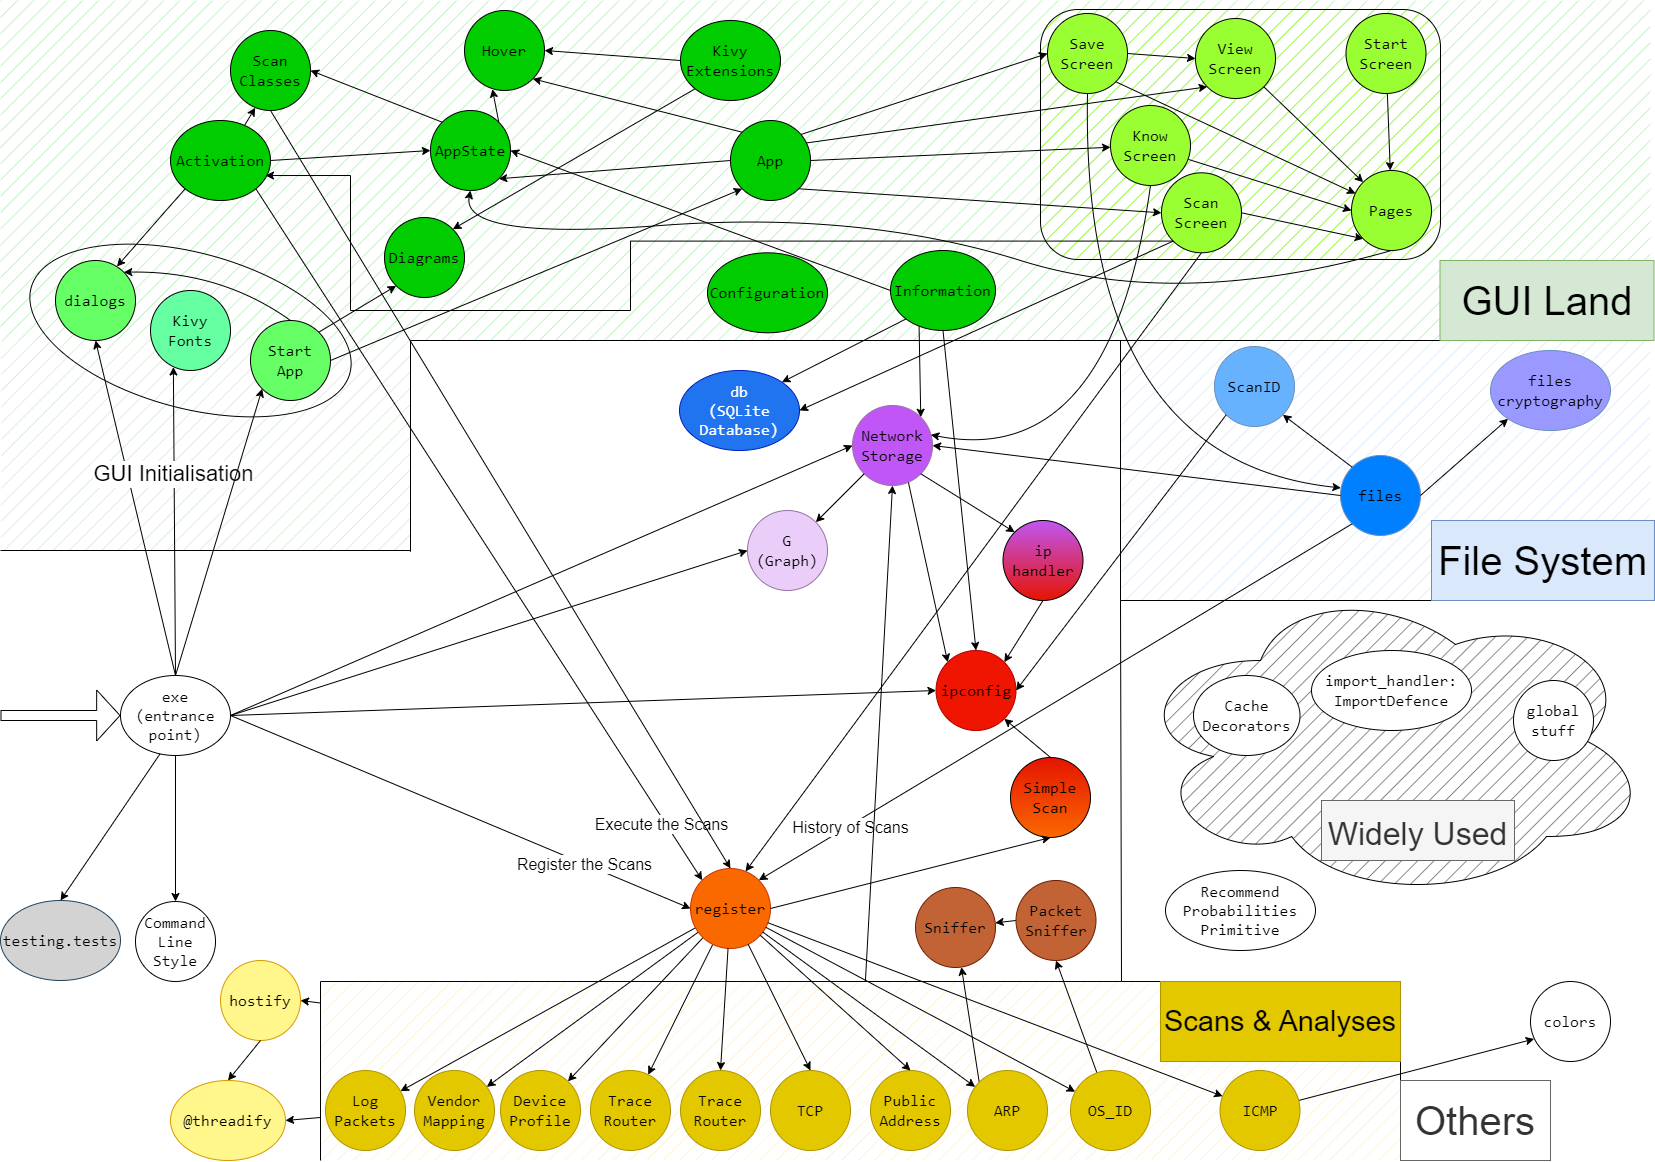 Scan
Classes
Hover
Kivy
Extensions
Save
Screen
View
Screen
Start
Screen
Activation
AppState
App
Know
Screen
Scan
Screen
Pages
Diagrams
dialogs
Kivy
Fonts
Start
App
Configuration
Information
GUI Land
db
(SQLite
Database)
Network
Storage
ScanID
files
cryptography
GUI Initialisation
files
G
(Graph)
ip
handler
File System
exe
(entrance
point)
ipconfig
Cache
Decorators
import_handler:
ImportDefence
global
stuff
Simple
Scan
Widely Used
Execute the Scans
History of Scans
Register the Scans
register
Sniffer
Packet
Sniffer
Recommend
Probabilities
Primitive
testing.tests
Command
Line
Style
hostify
Scans & Analyses
colors
@threadify
Log
Packets
Vendor
Mapping
Device
Profile
Trace
Router
Trace
Router
TCP
Public
Address
ARP
OS_ID
ICMP
Others